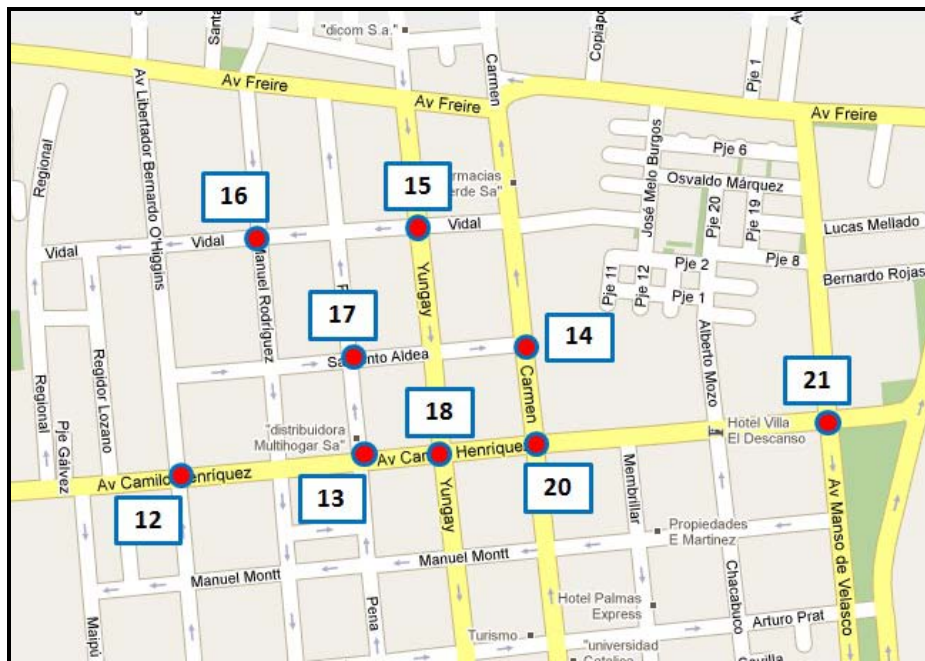 "dicom S.a."
Copiapo
Pje 1
Av Freire
Av Freire
Av Freire
Carmen
Av Libertador Bernardo O'Higgins
Regional
José Melo Burgos
Pje 6
Osvaldo Márquez
Pje 20
Pje 19
16
15
Vidal
Vidal
Vidal
Lucas Mellado
Pje 2
Pje 8
Pje 11
Pje 12
Pje 1
Bernardo Rojas
Manuel Rodríguez
Yungay
17
14
Aldea
Carmen
Alberto Mozo
Regional
Regidor Lozano
Pje Gálvez
18
21
"distribuidora
Multihogar Sa"
Hotel Villa
El Descanso
Av Camilo Henríquez
Henríquez
12
13
20
Yungay
Membrillar
Av Manso de Velasco
Propiedades
E Martinez
Manuel Montt
Manuel Montt
Maipú
Pena
Chacabuco
Hotel Palmas
Express
Arturo Prat
Turismo
"universidad